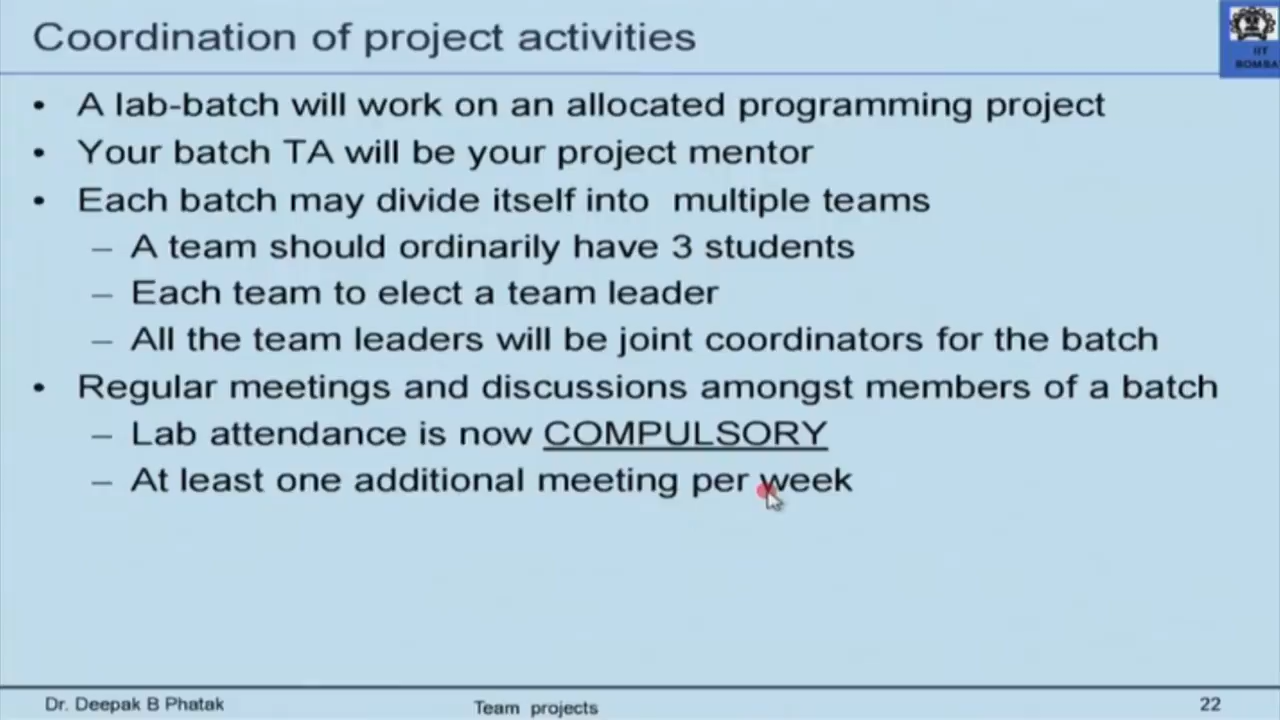 Coordination of project activities
IIT
BOMBA
• A lab-batch will work on an allocated programming project
• Your batch TA will be your project mentor
• Each batch may divide itself into multiple teams
– A team should ordinarily have 3 students
– Each team to elect a team leader
– All the team leaders will be joint coordinators for the batch
• Regular meetings and discussions amongst members of a batch
– Lab attendance is now COMPULSORY
– At least one additional meeting per week
Dr. Deepak B Phatak
Team projects
22